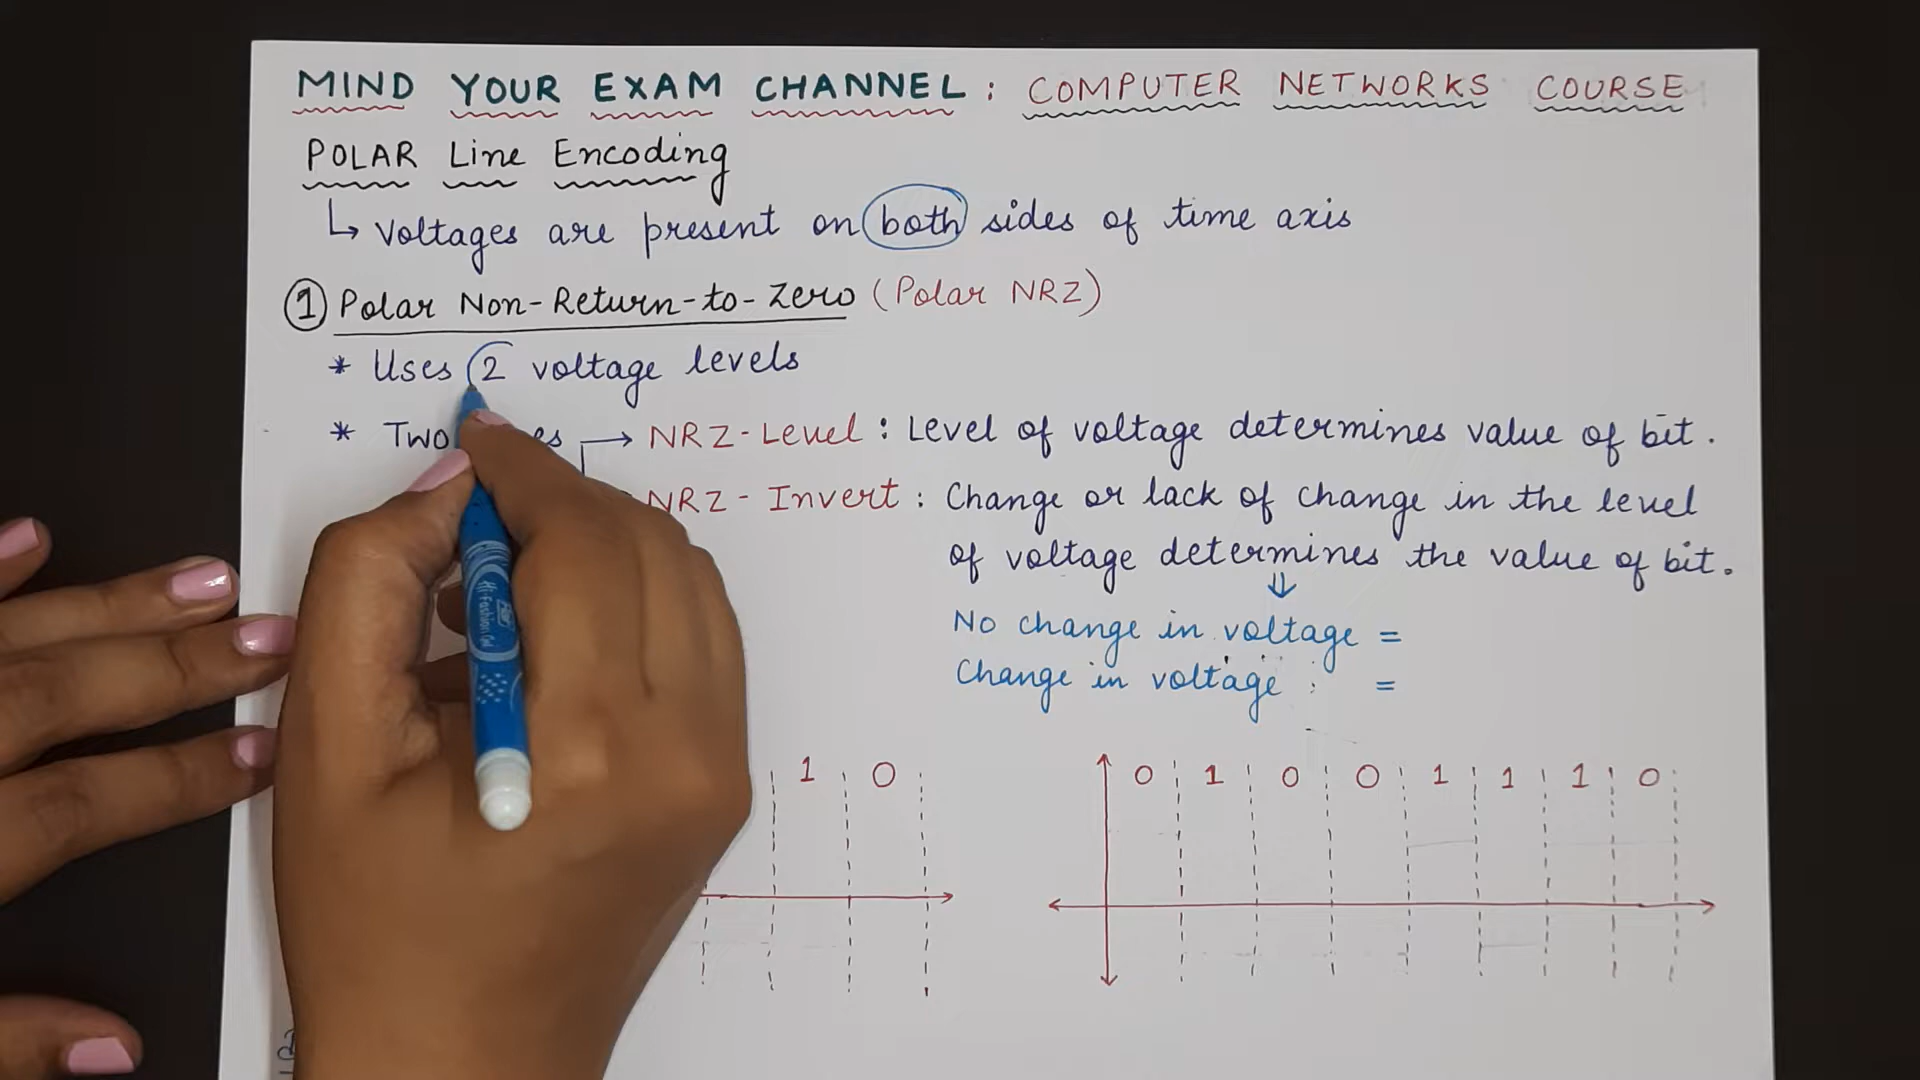 MIND YOUR EXAM CHANNEL : COMPUTER NETWORKS COURSE
POLAR Line Encoding
↳ Voltages are present on both sides of time axis
① Polar Non-Return-to-Zero (Polar NRZ)
* Uses 2 voltage levels
* Two → NRZ-Level : Level of voltage determines value of bit.
NRZ - Invert : Change or lack of change in the level
of voltage determines the value of bit.
⇓
No change in voltage =
Change in voltage =
1 0
0 1 0 0 1 1 1 0